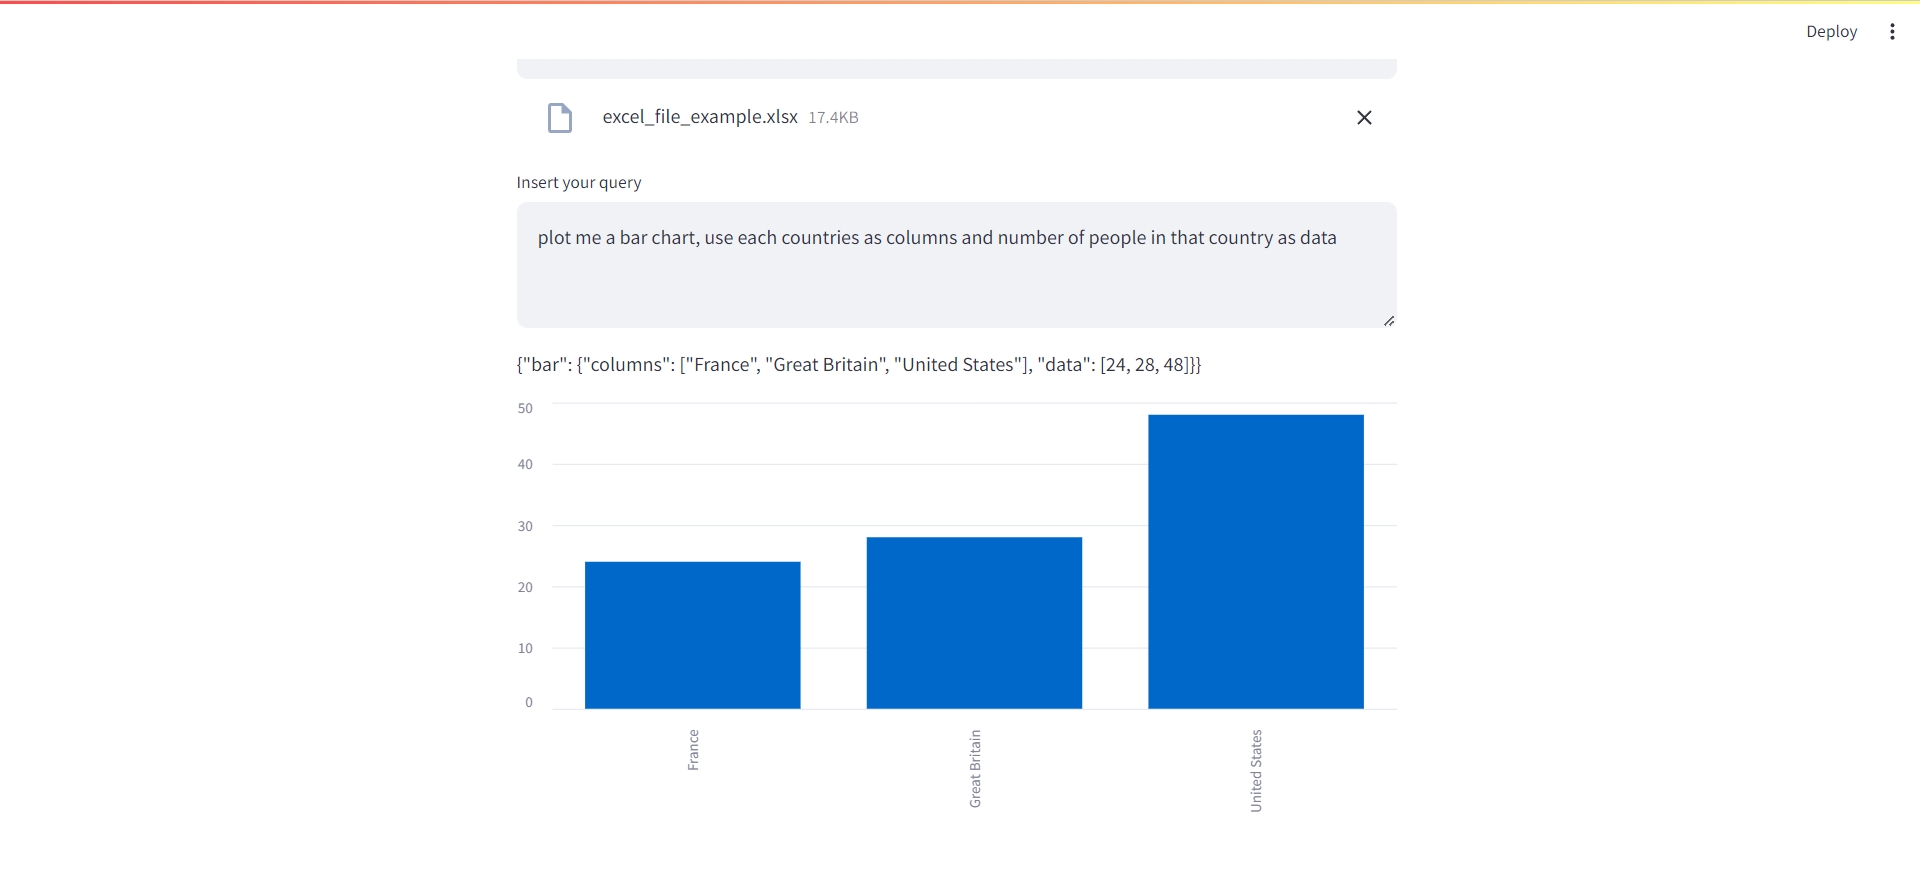 Deploy
excel_file_example.xlsx 17.4KB
Insert your query
plot me a bar chart, use each countries as columns and number of people in that country as data
{"bar": {"columns": ["France", "Great Britain", "United States"], "data": [24, 28, 48]}}
50
40
30
20
10
0
France
Great Britain
United States